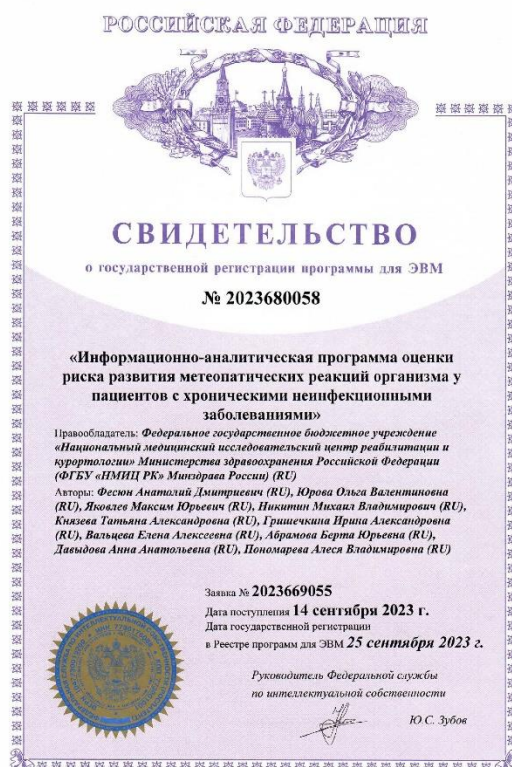 РОССИЙСКАЯ ФЕДЕРАЦИЯ
СВИДЕТЕЛЬСТВО
о государственной регистрации программы для ЭВМ
№ 2023680058
«Информационно-аналитическая программа оценки
риска развития метеопатических реакций организма у
пациентов с хроническими неинфекционными
заболеваниями»
Правообладатель: Федеральное государственное бюджетное учреждение
«Национальный медицинский исследовательский центр реабилитации и
курортологии» Министерства здравоохранения Российской Федерации
(ФГБУ «НМИЦ РК» Минздрава России) (RU)
Авторы: Фесюн Анатолий Дмитриевич (RU), Юрова Ольга Валентиновна
(RU), Яковлев Максим Юрьевич (RU), Никитин Михаил Владимирович (RU),
Князева Татьяна Александровна (RU), Гришечкина Ирина Александровна
(RU), Вальцева Елена Алексеевна (RU), Абрамова Берта Юрьевна (RU),
Давыдова Анна Анатольевна (RU), Пономарева Алеся Владимировна (RU)
Заявка № 2023669055
Дата поступления 14 сентября 2023 г.
Дата государственной регистрации
в Реестре программ для ЭВМ 25 сентября 2023 г.
Руководитель Федеральной службы
по интеллектуальной собственности
Ю.С. Зубов